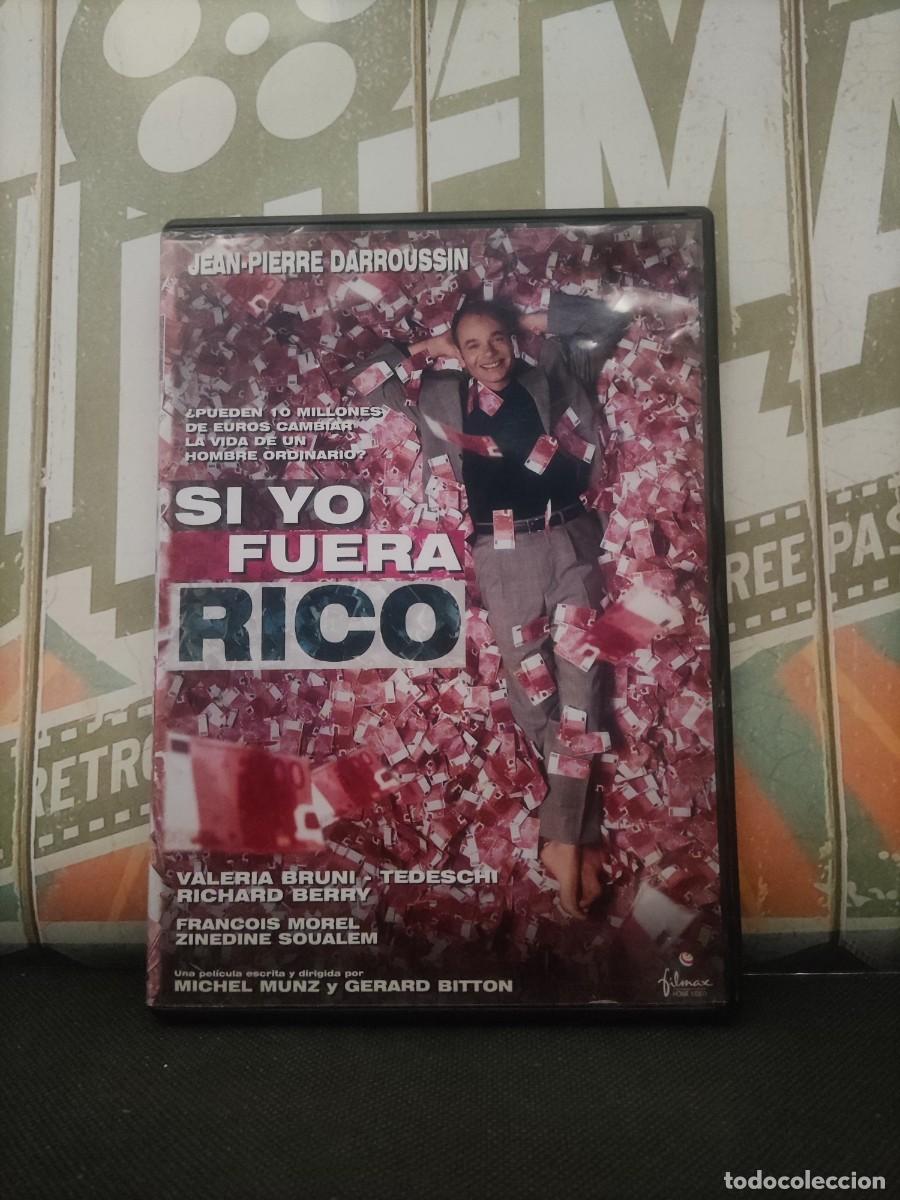 JEAN-PIERRE DARROUSSIN
¿PUEDEN 10 MILLONES
DE EUROS CAMBIAR
LA VIDA DE UN
HOMBRE ORDINARIO?
SI YO
FUERA
RICO
REE PAS
RETRO
VALERIA BRUNI - TEDESCHI
RICHARD BERRY
FRANCOIS MOREL
ZINEDINE SOUALEM
Una película escrita y dirigida por
MICHEL MUNZ y GERARD BITTON
filmax
HOME VIDEO
todocoleccion